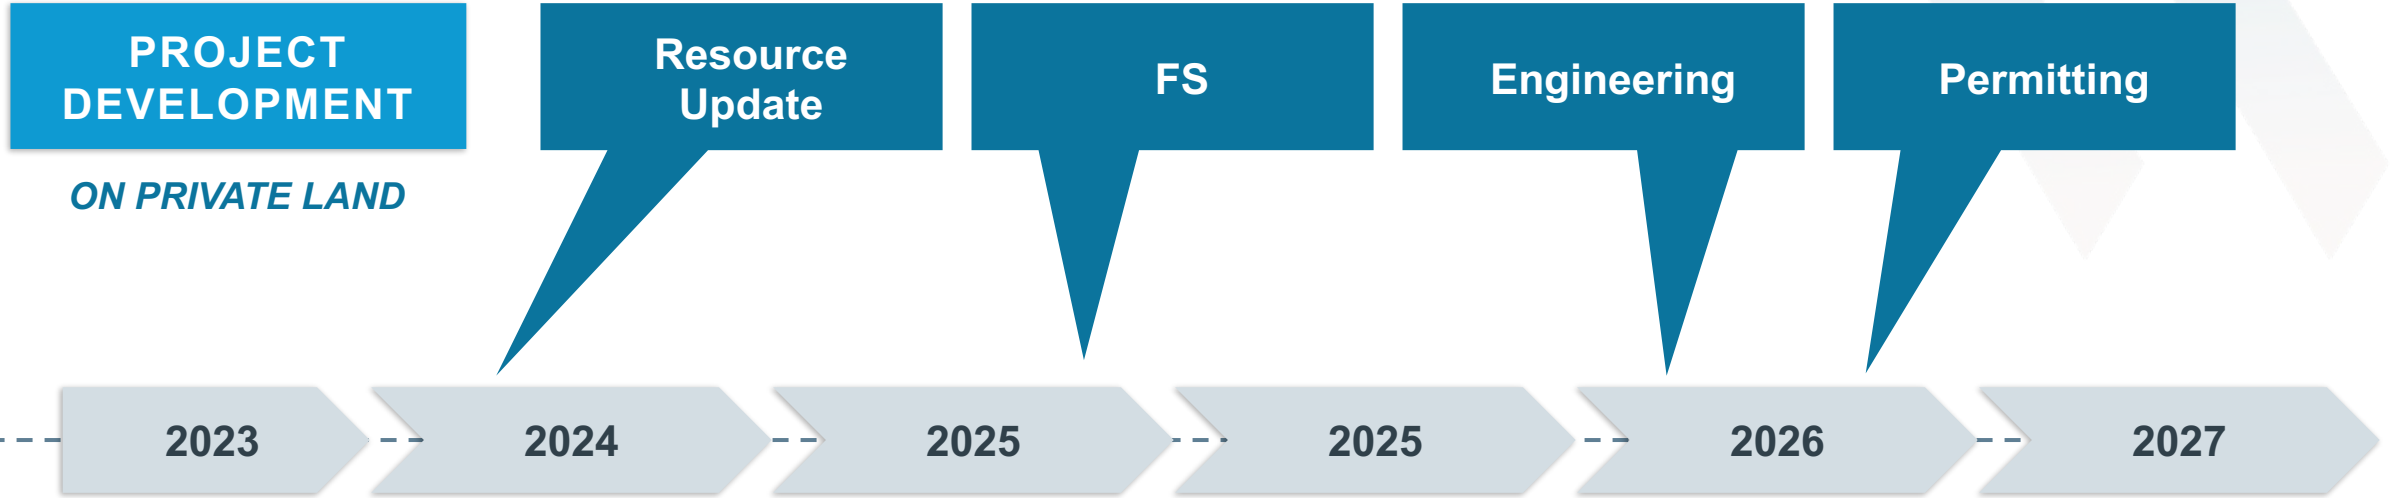 PROJECT
DEVELOPMENT
ON PRIVATE LAND
Resource
Update
FS
Engineering
Permitting
2023
2024
2025
2025
2026
2027